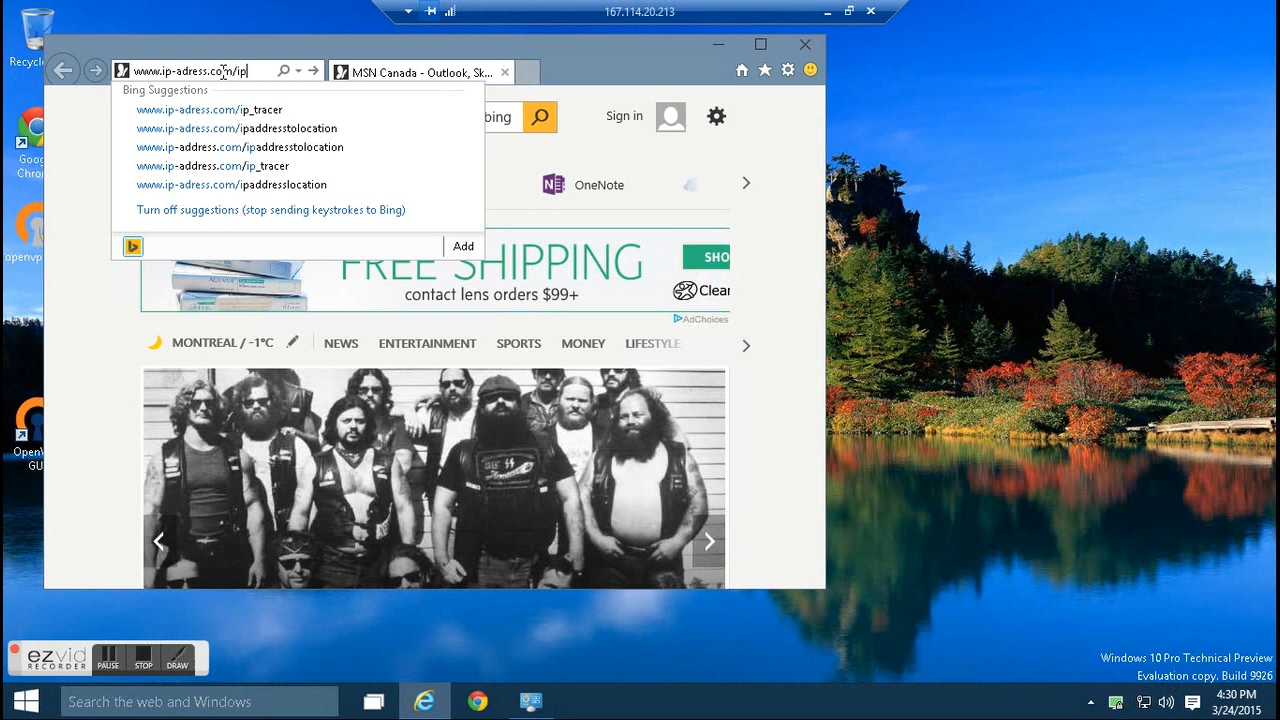 167.114.20.213
Recycl
www.ip-adress.com/ip
MSN Canada - Outlook, Sk...
Bing Suggestions
www.ip-adress.com/ip_tracer
www.ip-adress.com/ipaddresstolocation
www.ip-address.com/ipaddresstolocation
www.ip-address.com/ip_tracer
www.ip-adress.com/ipaddresslocation
Turn off suggestions (stop sending keystrokes to Bing)
Add
bing
Sign in
OneNote
Goog
Chron
openvp
FREE SHIPPING
SHO
contact lens orders $99+
Clear
AdChoices
MONTREAL / -1°C
NEWS
ENTERTAINMENT
SPORTS
MONEY
LIFESTYLE
OpenV
GU
ezvid
RECORDER
PAUSE
STOP
DRAW
Windows 10 Pro Technical Preview
Evaluation copy. Build 9926
Search the web and Windows
4:30 PM
3/24/2015